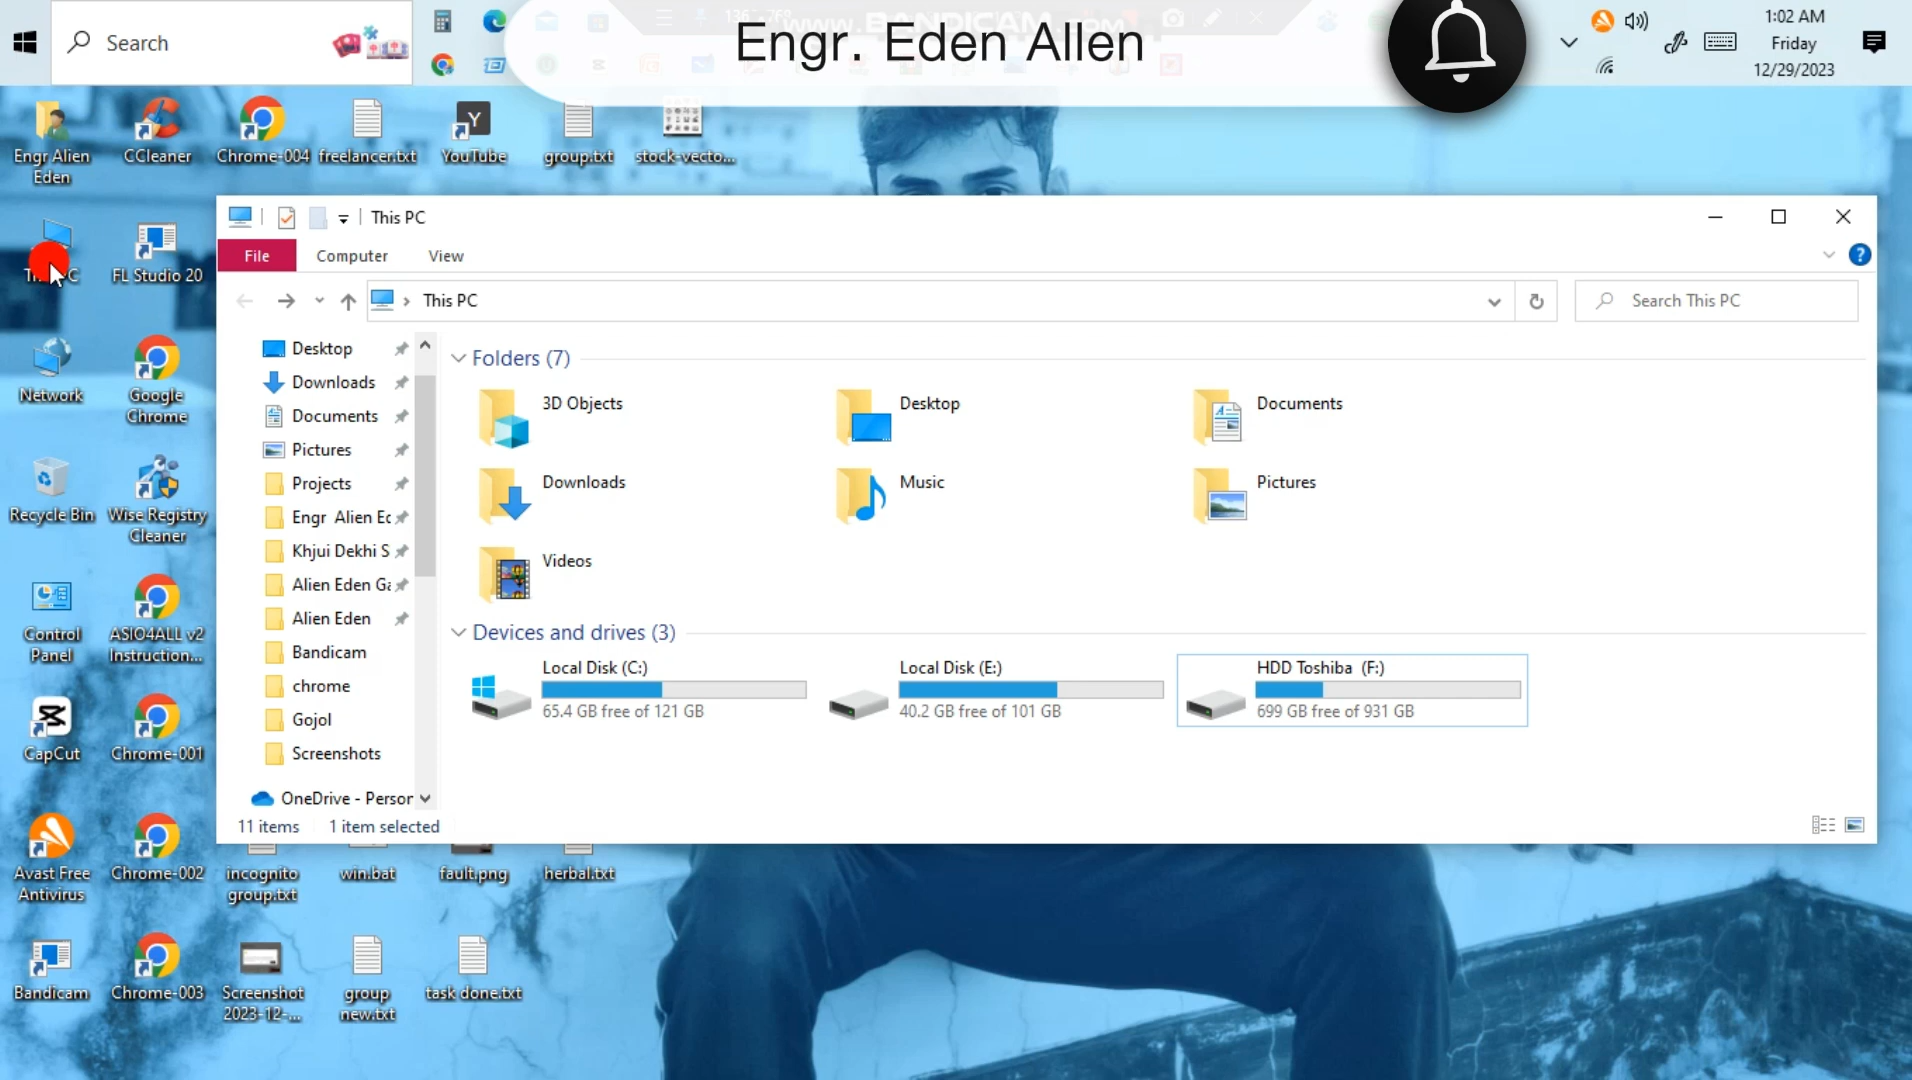 Search
www.BANDICAM.com
Engr. Eden Allen
1:02 AM
Friday
12/29/2023
Engr Alien
Eden
CCleaner
Chrome-004
freelancer.txt
YouTube
group.txt
stock-vecto...
This PC
File
Computer
View
This PC
Search This PC
FL Studio 20
Network
Google
Chrome
Recycle Bin
Wise Registry
Cleaner
Control
Panel
ASIO4ALL v2
Instruction...
CapCut
Chrome-001
Avast Free
Antivirus
Chrome-002
Bandicam
Chrome-003
Desktop
Downloads
Documents
Pictures
Projects
Engr Alien Ec
Khjui Dekhi S
Alien Eden Ga
Alien Eden
Bandicam
chrome
Gojol
Screenshots
OneDrive - Person
Folders (7)
3D Objects
Desktop
Documents
Downloads
Music
Pictures
Videos
Devices and drives (3)
Local Disk (C:)
65.4 GB free of 121 GB
Local Disk (E:)
40.2 GB free of 101 GB
HDD Toshiba (F:)
699 GB free of 931 GB
11 items
1 item selected
incognito
group.txt
win.bat
fault.png
herbal.txt
Screenshot
2023-12-...
group
new.txt
task done.txt